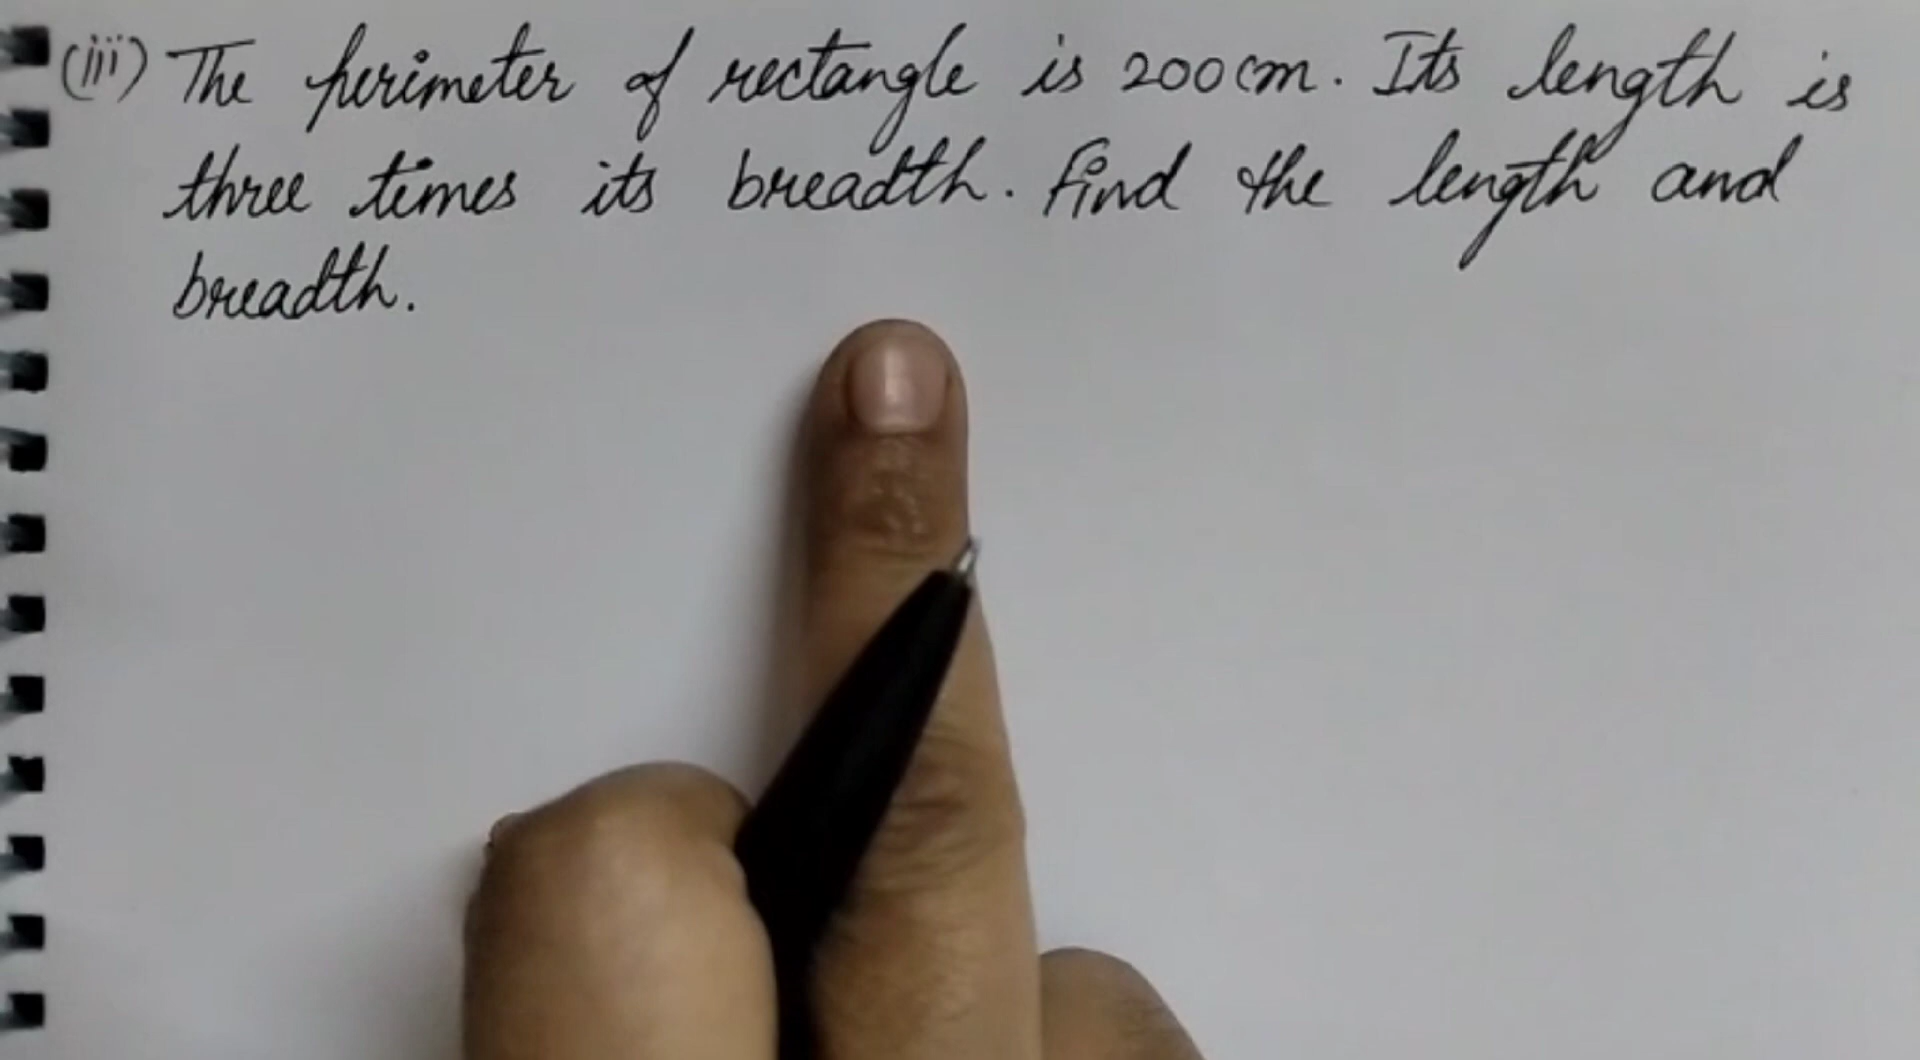 (iii) The perimeter of rectangle is 200cm. Its length is
three times its breadth. Find the length and
breadth.